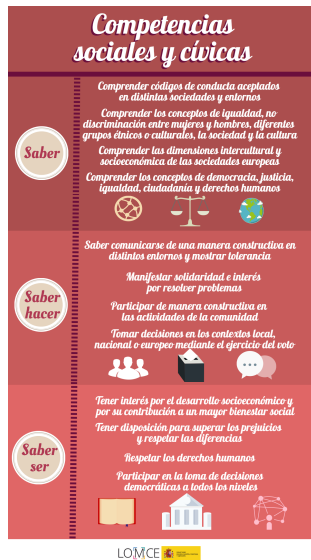 Competencias
sociales y cívicas
Saber
Comprender códigos de conducta aceptados
en distintas sociedades y entornos
Comprender los conceptos de igualdad, no
discriminación entre mujeres y hombres, diferentes
grupos étnicos o culturales, la sociedad y la cultura
Comprender las dimensiones intercultural y
socioeconómica de las sociedades europeas
Comprender los conceptos de democracia, justicia,
igualdad, ciudadanía y derechos humanos
Saber
hacer
Saber comunicarse de una manera constructiva en
distintos entornos y mostrar tolerancia
Manifestar solidaridad e interés
por resolver problemas
Participar de manera constructiva en
las actividades de la comunidad
Tomar decisiones en los contextos local,
nacional o europeo mediante el ejercicio del voto
Saber
ser
Tener interés por el desarrollo socioeconómico y
por su contribución a un mayor bienestar social
Tener disposición para superar los prejuicios
y respetar las diferencias
Respetar los derechos humanos
Participar en la toma de decisiones
democráticas a todos los niveles
LOMCE